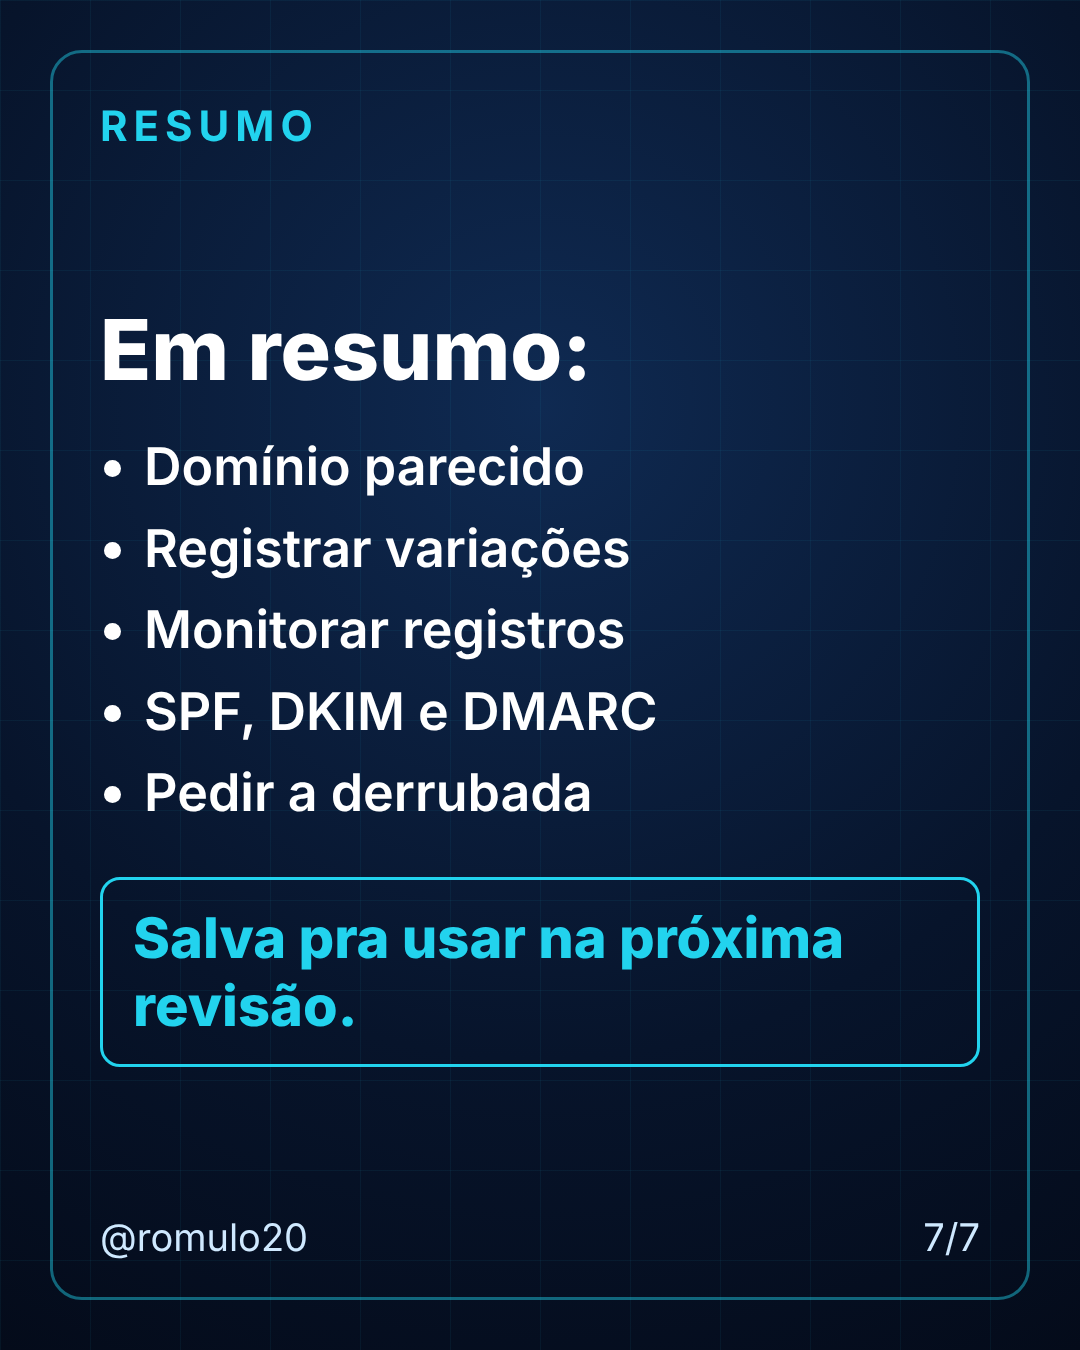 RESUMO
Em resumo:
• Domínio parecido
• Registrar variações
• Monitorar registros
• SPF, DKIM e DMARC
• Pedir a derrubada
Salva pra usar na próxima
revisão.
@romulo20
7/7